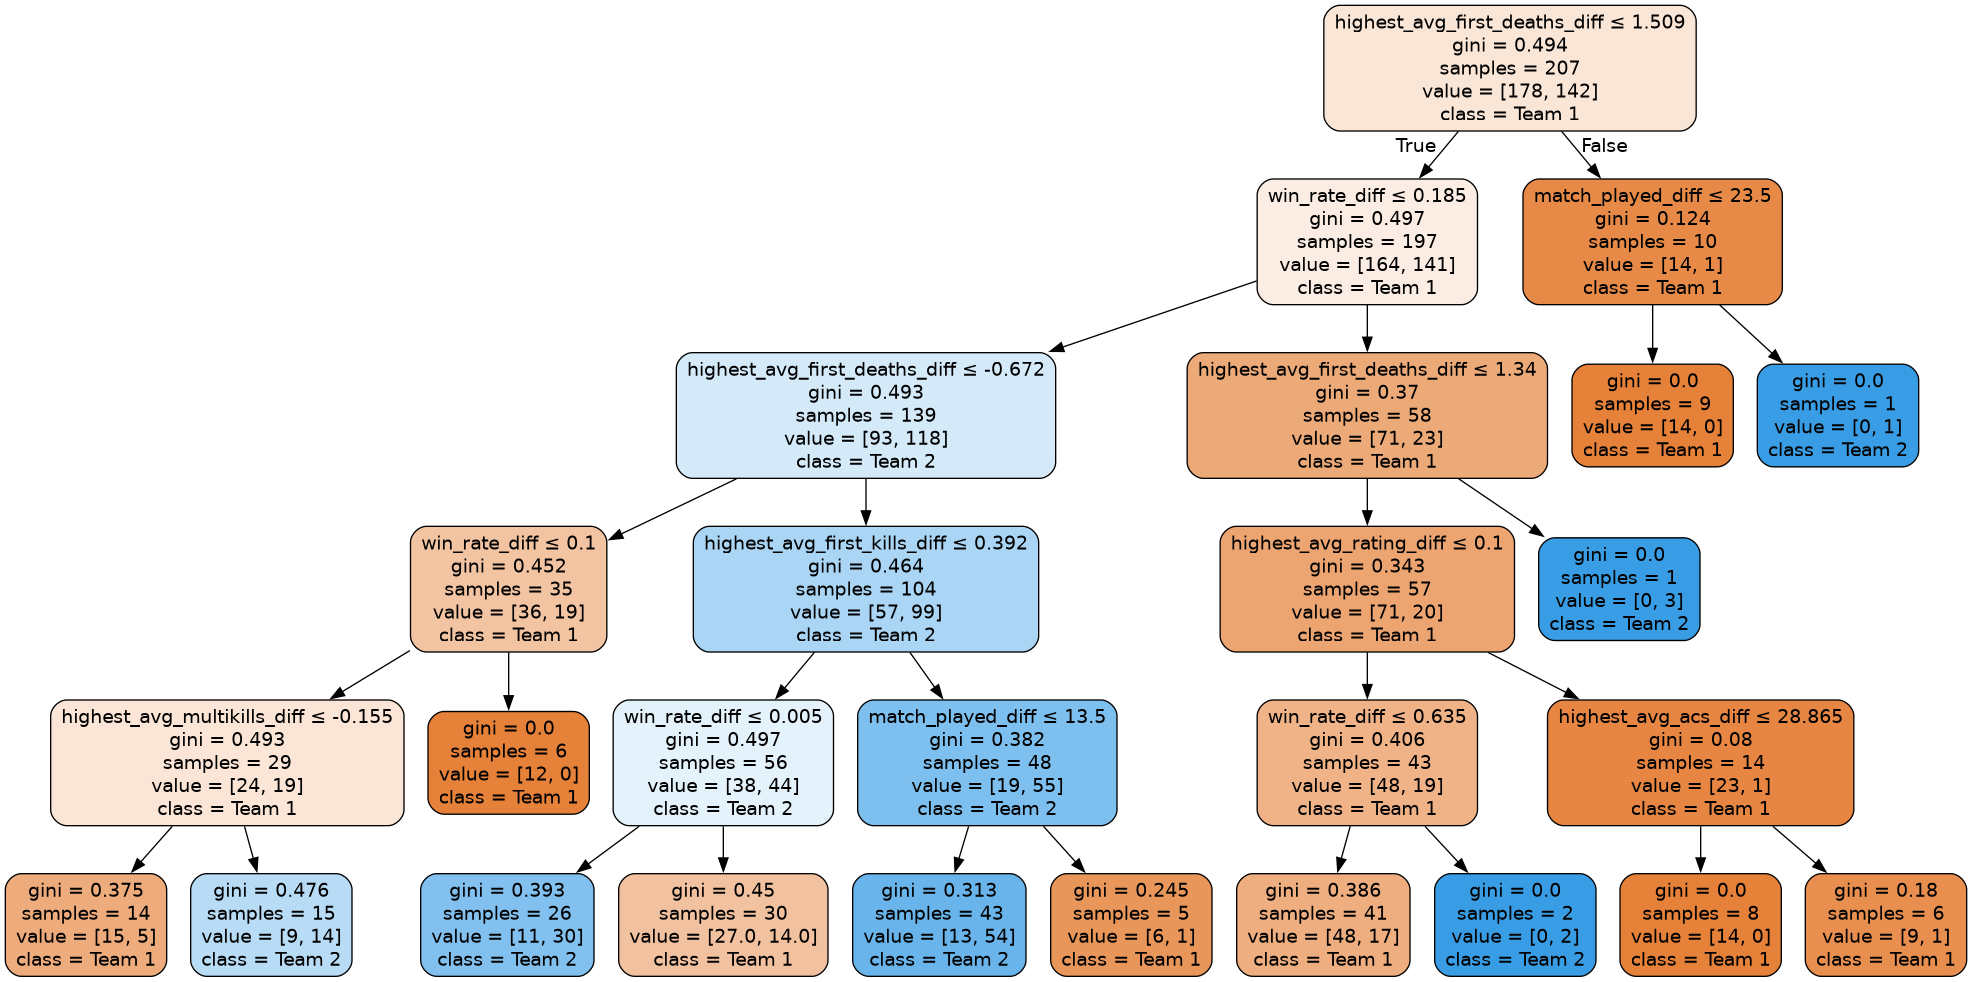 highest_avg_first_deaths_diff ≤ 1.509
gini = 0.494
samples = 207
value = [178, 142]
class = Team 1
True
False
win_rate_diff ≤ 0.185
gini = 0.497
samples = 197
value = [164, 141]
class = Team 1
match_played_diff ≤ 23.5
gini = 0.124
samples = 10
value = [14, 1]
class = Team 1
highest_avg_first_deaths_diff ≤ -0.672
gini = 0.493
samples = 139
value = [93, 118]
class = Team 2
highest_avg_first_deaths_diff ≤ 1.34
gini = 0.37
samples = 58
value = [71, 23]
class = Team 1
gini = 0.0
samples = 9
value = [14, 0]
class = Team 1
gini = 0.0
samples = 1
value = [0, 1]
class = Team 2
win_rate_diff ≤ 0.1
gini = 0.452
samples = 35
value = [36, 19]
class = Team 1
highest_avg_first_kills_diff ≤ 0.392
gini = 0.464
samples = 104
value = [57, 99]
class = Team 2
highest_avg_rating_diff ≤ 0.1
gini = 0.343
samples = 57
value = [71, 20]
class = Team 1
gini = 0.0
samples = 1
value = [0, 3]
class = Team 2
highest_avg_multikills_diff ≤ -0.155
gini = 0.493
samples = 29
value = [24, 19]
class = Team 1
gini = 0.0
samples = 6
value = [12, 0]
class = Team 1
win_rate_diff ≤ 0.005
gini = 0.497
samples = 56
value = [38, 44]
class = Team 2
match_played_diff ≤ 13.5
gini = 0.382
samples = 48
value = [19, 55]
class = Team 2
win_rate_diff ≤ 0.635
gini = 0.406
samples = 43
value = [48, 19]
class = Team 1
highest_avg_acs_diff ≤ 28.865
gini = 0.08
samples = 14
value = [23, 1]
class = Team 1
gini = 0.375
samples = 14
value = [15, 5]
class = Team 1
gini = 0.476
samples = 15
value = [9, 14]
class = Team 2
gini = 0.393
samples = 26
value = [11, 30]
class = Team 2
gini = 0.45
samples = 30
value = [27.0, 14.0]
class = Team 1
gini = 0.313
samples = 43
value = [13, 54]
class = Team 2
gini = 0.245
samples = 5
value = [6, 1]
class = Team 1
gini = 0.386
samples = 41
value = [48, 17]
class = Team 1
gini = 0.0
samples = 2
value = [0, 2]
class = Team 2
gini = 0.0
samples = 8
value = [14, 0]
class = Team 1
gini = 0.18
samples = 6
value = [9, 1]
class = Team 1